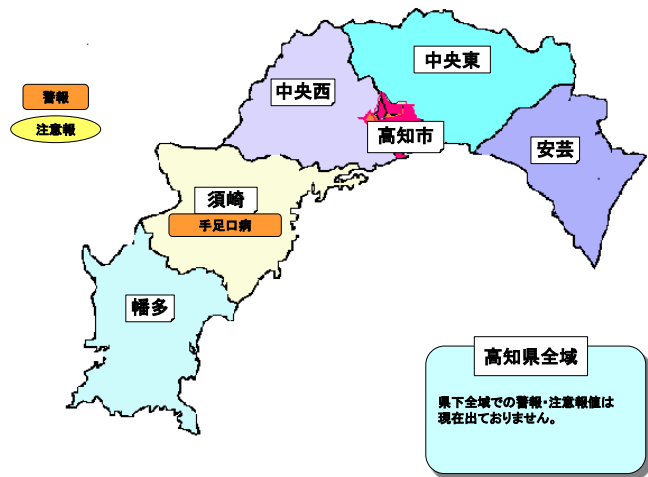 中央東
中央西
警報
注意報
高知市
安芸
須崎
手足口病
幡多
高知県全域
県下全域での警報・注意報値は
現在出ておりません。